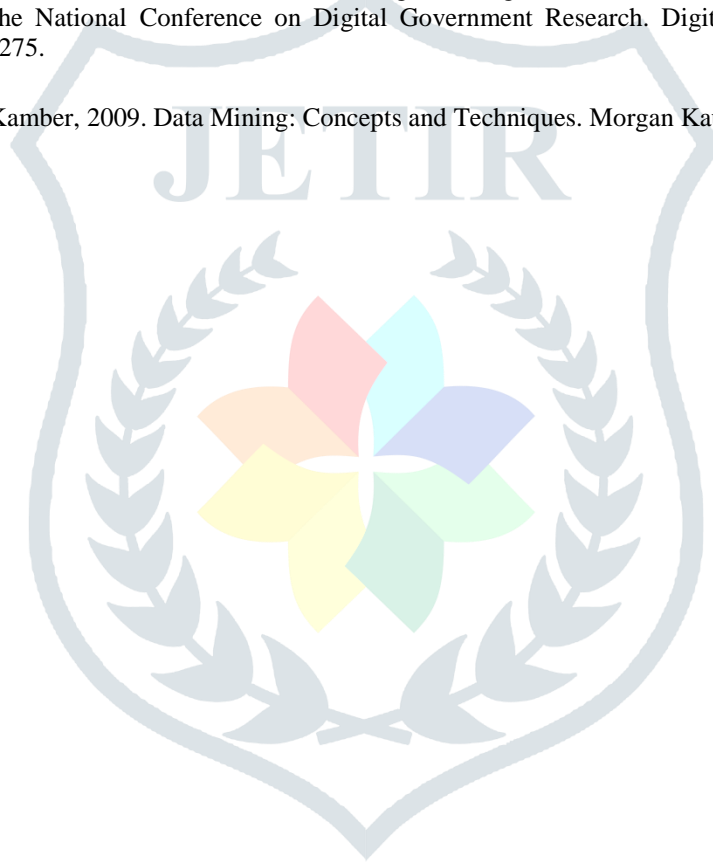 he National Conference on Digital Government Research. Digit
275.
Kamber, 2009. Data Mining: Concepts and Techniques. Morgan Ka
JETIR